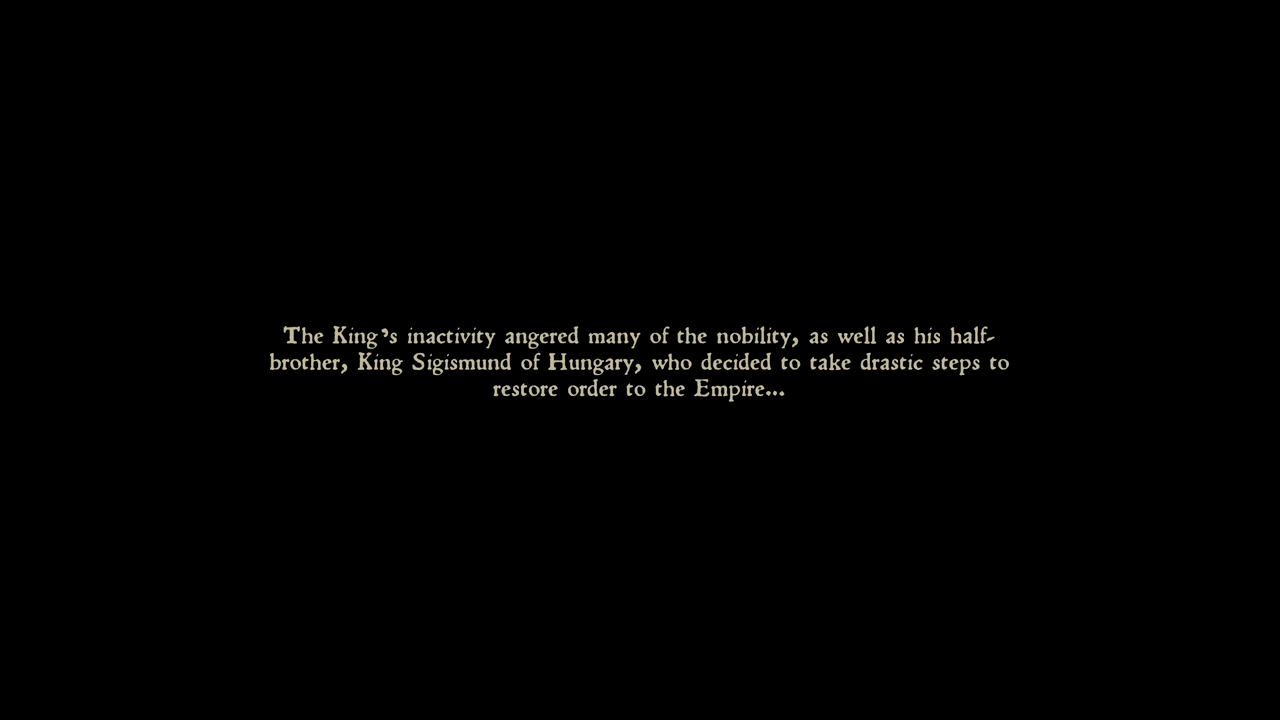 The King's inactivity angered many of the nobility, as well as his half-
brother, King Sigismund of Hungary, who decided to take drastic steps to
restore order to the Empire...